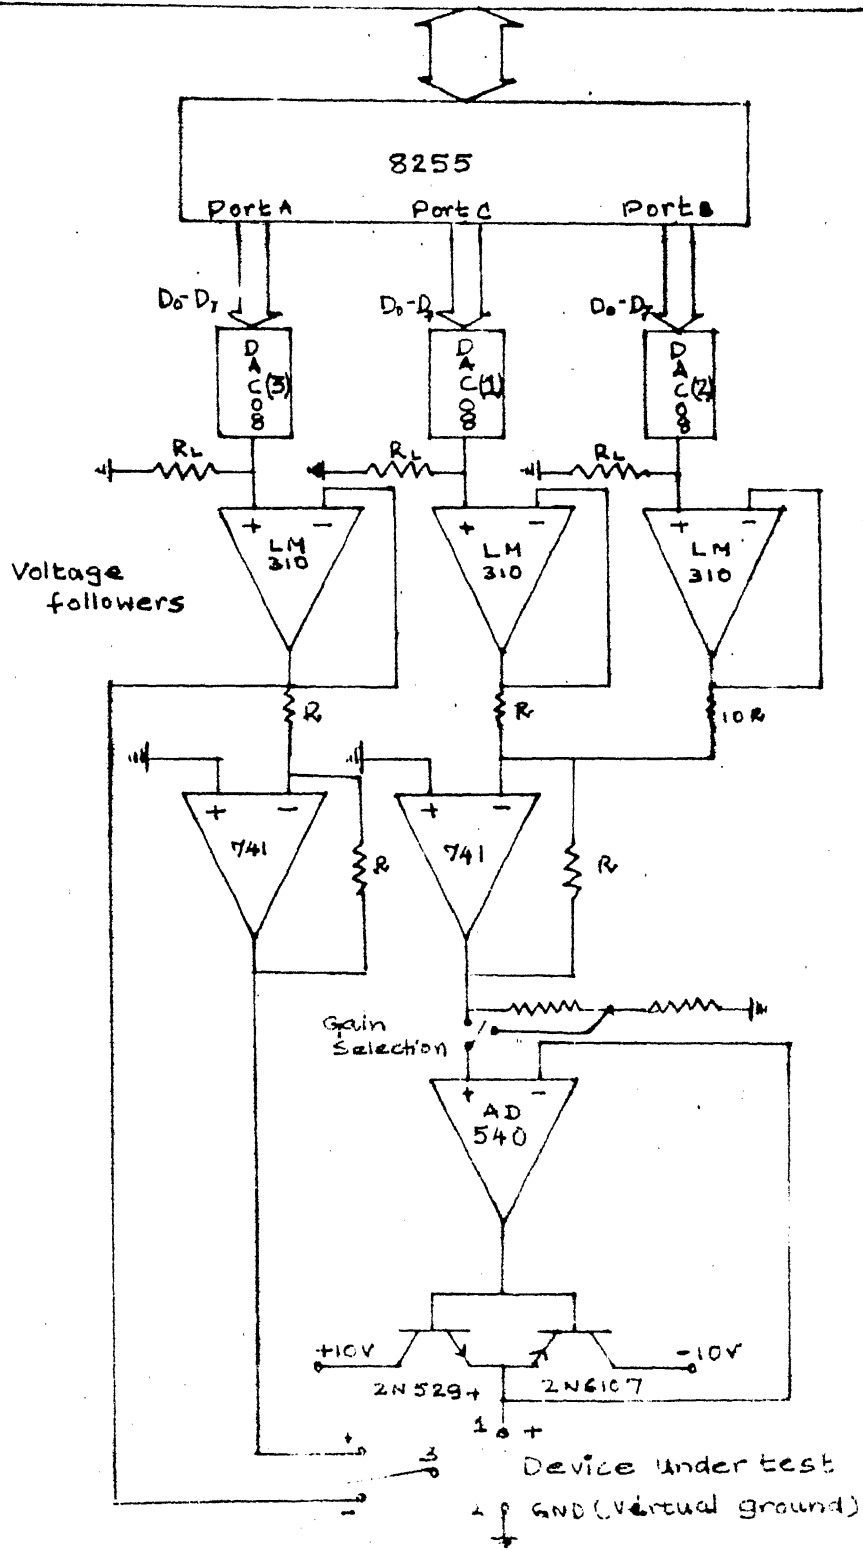 8255
Port A
Port C
Port B
D0-D7
D0-D7
D0-D7
DAC08 (3)
DAC08 (1)
DAC08 (2)
RL
RL
RL
+ -
+ -
+ -
LM 310
LM 310
LM 310
Voltage followers
R
R
10R
+ -
+ -
741
741
R
R
Gain Selection
+ -
AD 540
+10V
-10V
2N5294
2N6107
1 +
+
3
Device Under test
-
2 GND (Virtual ground)